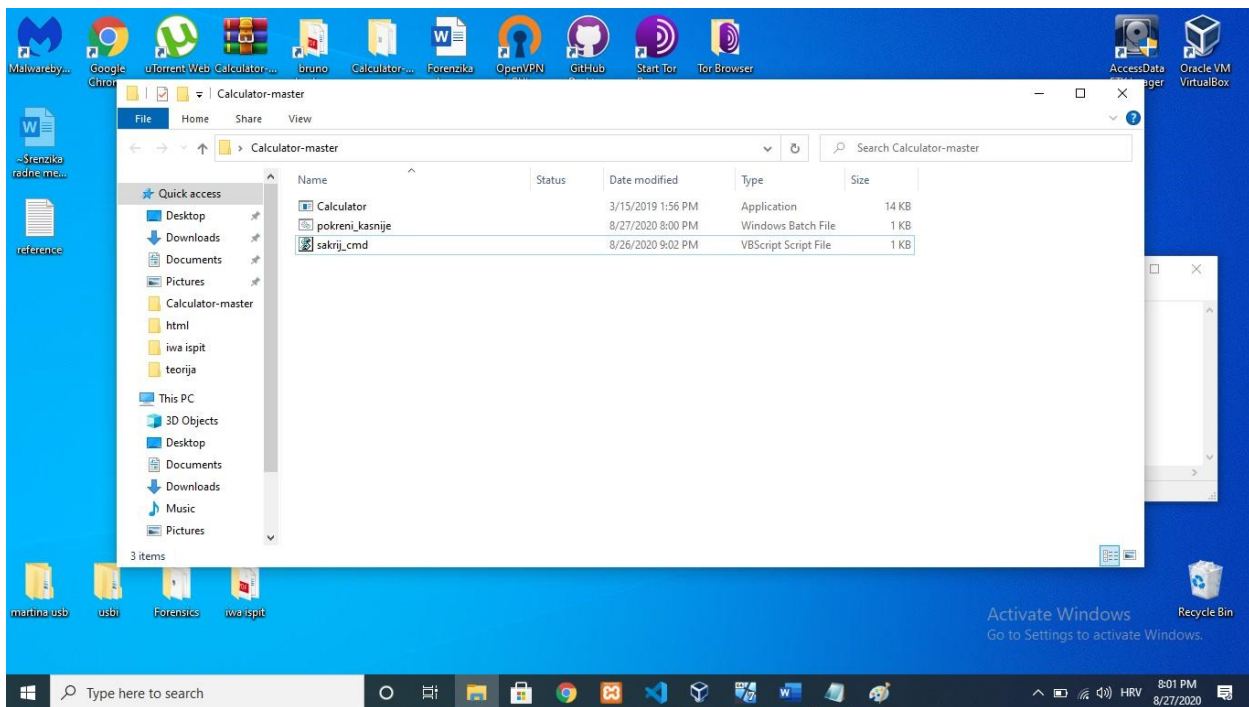 Malwareby...
Google
Chrom
uTorrent Web
Calculator-...
bruno
Calculator-...
Forenzika
OpenVPN
GitHub
Start Tor
Tor Browser
AccessData
Oracle VM
VirtualBox
~$renzika
radne me...
reference
Calculator-master
File Home Share View
Calculator-master
Search Calculator-master
Name Status Date modified Type Size
Calculator 3/15/2019 1:56 PM Application 14 KB
pokreni_kasnije 8/27/2020 8:00 PM Windows Batch File 1 KB
sakrij_cmd 8/26/2020 9:02 PM VBScript Script File 1 KB
Quick access
Desktop
Downloads
Documents
Pictures
Calculator-master
html
iwa ispit
teorija
This PC
3D Objects
Desktop
Documents
Downloads
Music
Pictures
3 items
martina usb
usbi
Forensics
iwa ispit
Recycle Bin
Activate Windows
Go to Settings to activate Windows.
Type here to search
HRV
8:01 PM
8/27/2020